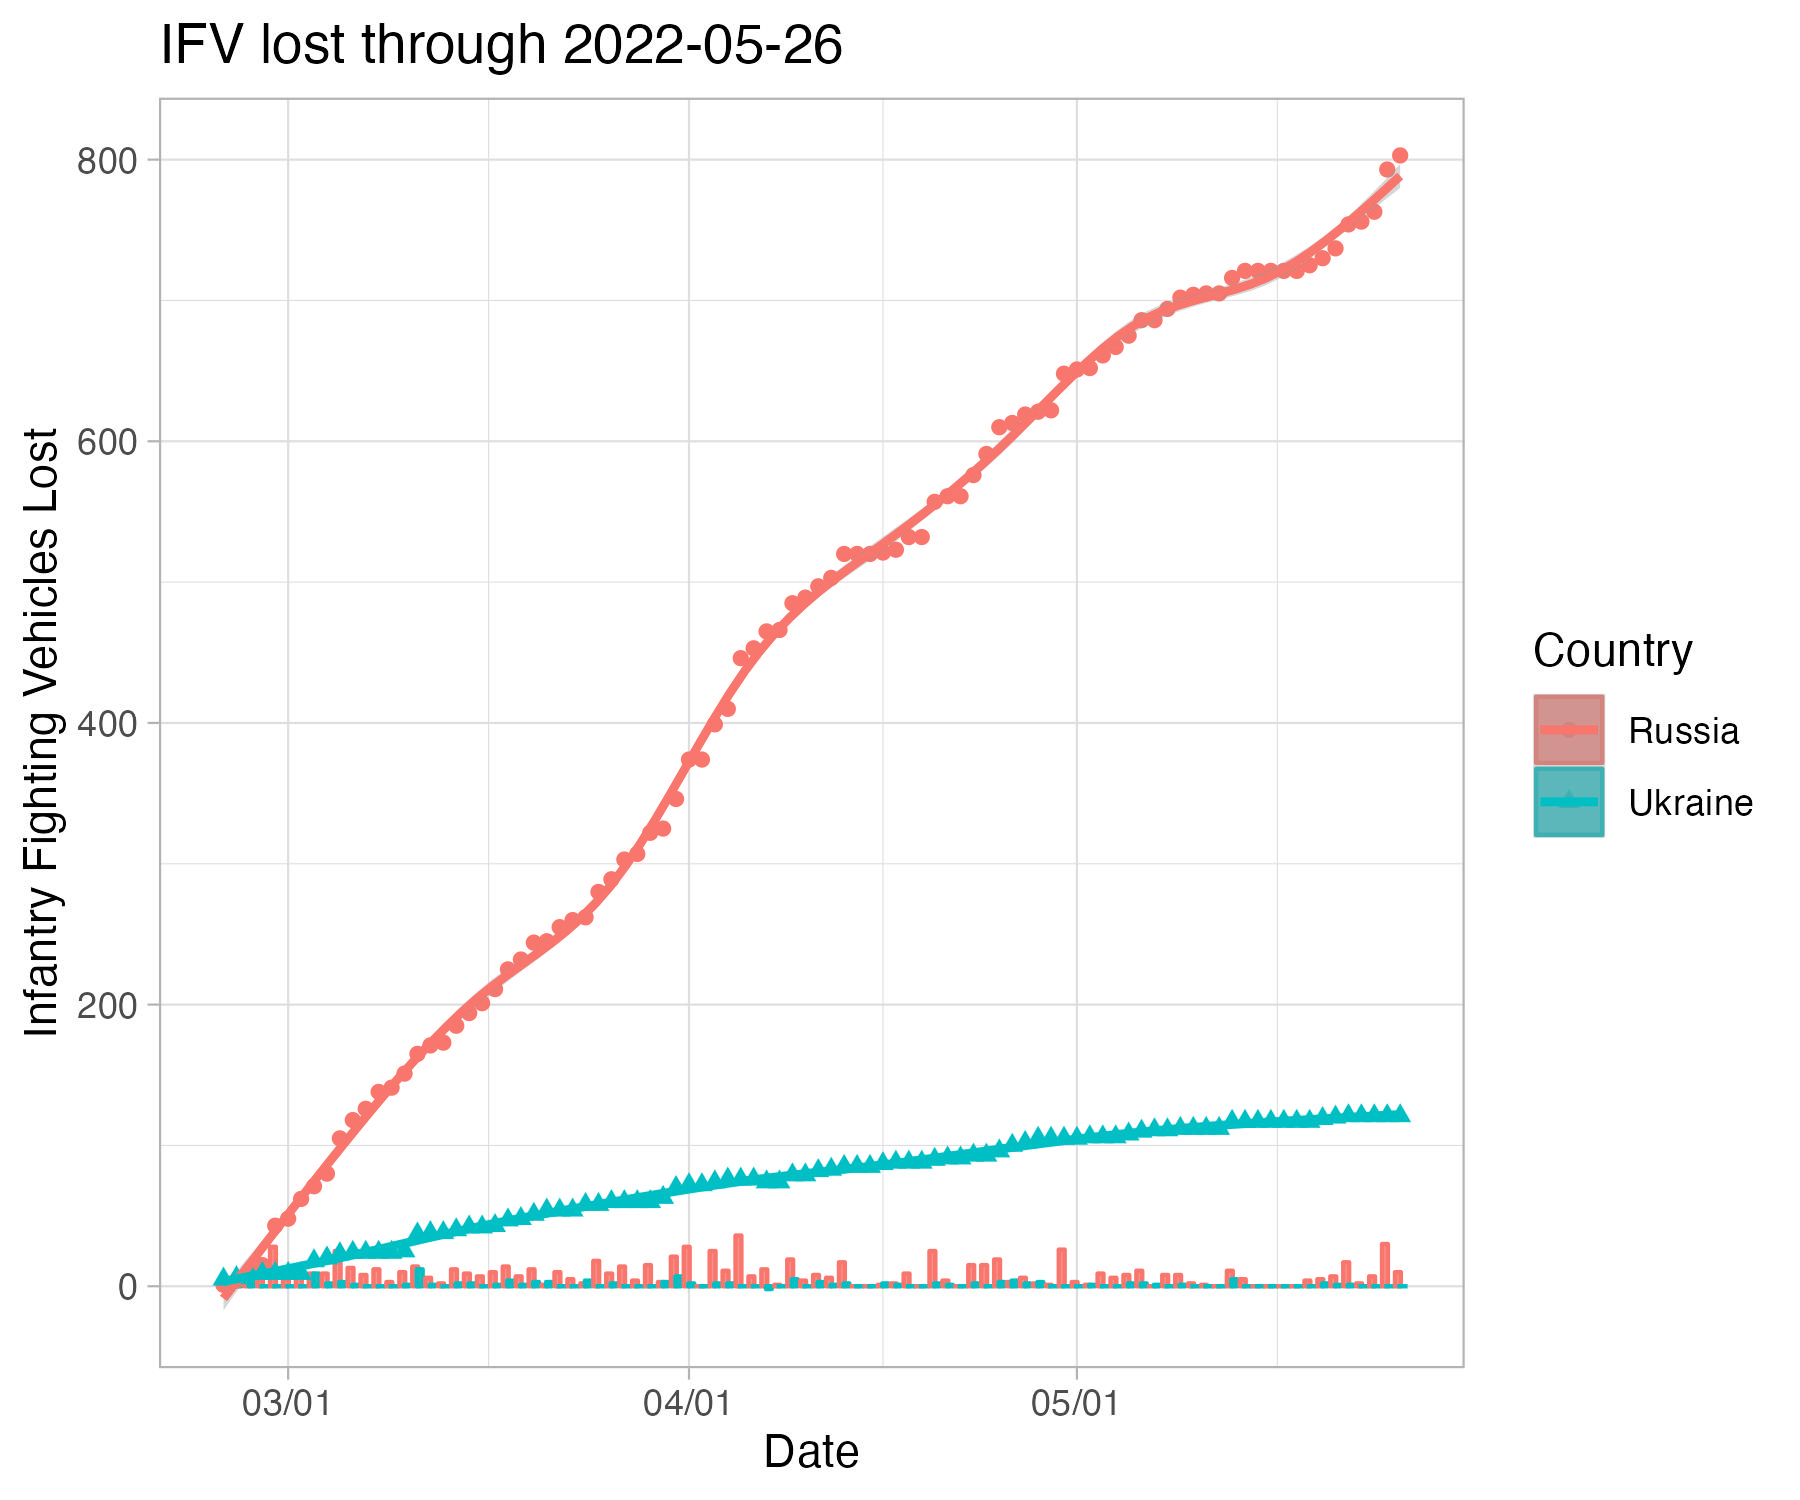 IFV lost through 2022-05-26
Infantry Fighting Vehicles Lost
800
600
400
200
0
03/01
04/01
05/01
Date
Country
Russia
Ukraine